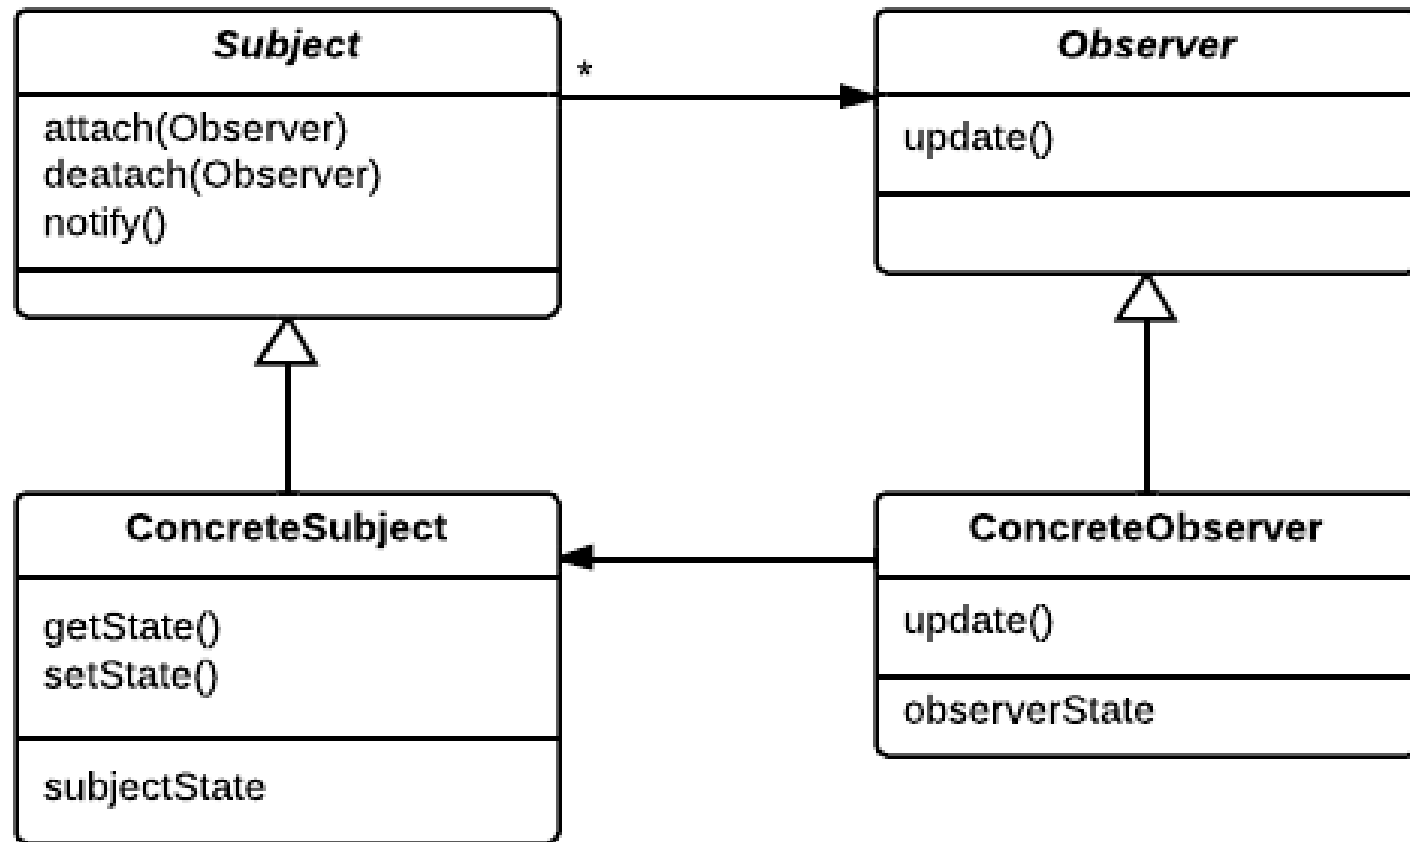 Subject
attach(Observer)
deatach(Observer)
notify()
*
Observer
update()
ConcreteSubject
getState()
setState()
subjectState
ConcreteObserver
update()
observerState